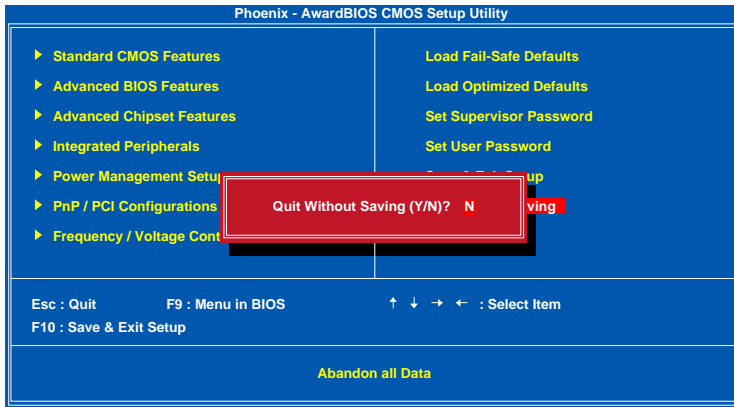 Phoenix - AwardBIOS CMOS Setup Utility
Standard CMOS Features
Advanced BIOS Features
Advanced Chipset Features
Integrated Peripherals
Power Management Setup
PnP / PCI Configurations
Frequency / Voltage Cont
Load Fail-Safe Defaults
Load Optimized Defaults
Set Supervisor Password
Set User Password
up
ving
Quit Without Saving (Y/N)? N
Esc : Quit F9 : Menu in BIOS ↑ ↓ → ← : Select Item
F10 : Save & Exit Setup
Abandon all Data